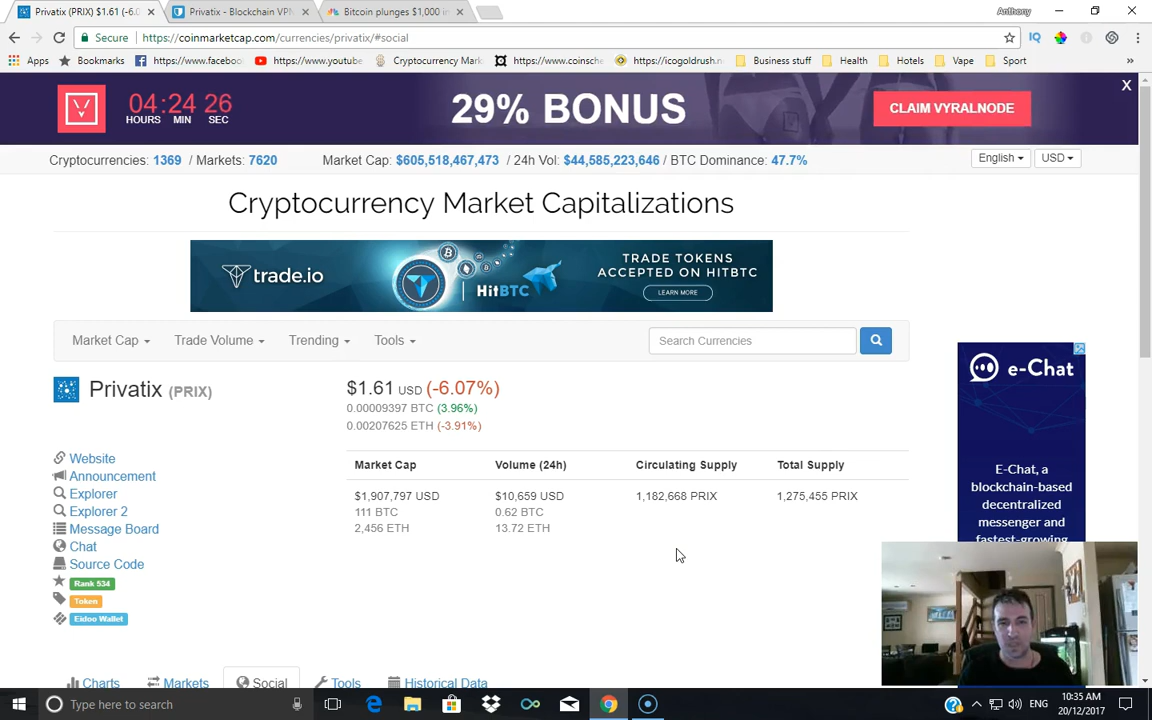 Privatix (PRIX) $1.61 (-6.0
Privatix - Blockchain VPN
Bitcoin plunges $1,000 in
Anthony
Secure
https://coinmarketcap.com/currencies/privatix/#social
IQ
Apps
Bookmarks
https://www.faceboo
https://www.youtube
Cryptocurrency Mark
https://www.coinsche
https://icogoldrush.n
Business stuff
Health
Hotels
Vape
Sport
04:24 26
HOURS MIN SEC
29% BONUS
CLAIM VYRALNODE
X
Cryptocurrencies: 1369 / Markets: 7620
Market Cap: $605,518,467,473 / 24h Vol: $44,585,223,646 / BTC Dominance: 47.7%
English
USD
Cryptocurrency Market Capitalizations
trade.io
HitBTC
TRADE TOKENS
ACCEPTED ON HITBTC
LEARN MORE
Market Cap
Trade Volume
Trending
Tools
Search Currencies
Privatix (PRIX)
$1.61 USD (-6.07%)
0.00009397 BTC (3.96%)
0.00207625 ETH (-3.91%)
Website
Announcement
Explorer
Explorer 2
Message Board
Chat
Source Code
Rank 534
Token
Eidoo Wallet
Market Cap
Volume (24h)
Circulating Supply
Total Supply
$1,907,797 USD
$10,659 USD
1,182,668 PRIX
1,275,455 PRIX
111 BTC
0.62 BTC
2,456 ETH
13.72 ETH
e-Chat
E-Chat, a
blockchain-based
decentralized
messenger and
fastest-growing
Charts
Markets
Social
Tools
Historical Data
Type here to search
ENG
10:35 AM
20/12/2017